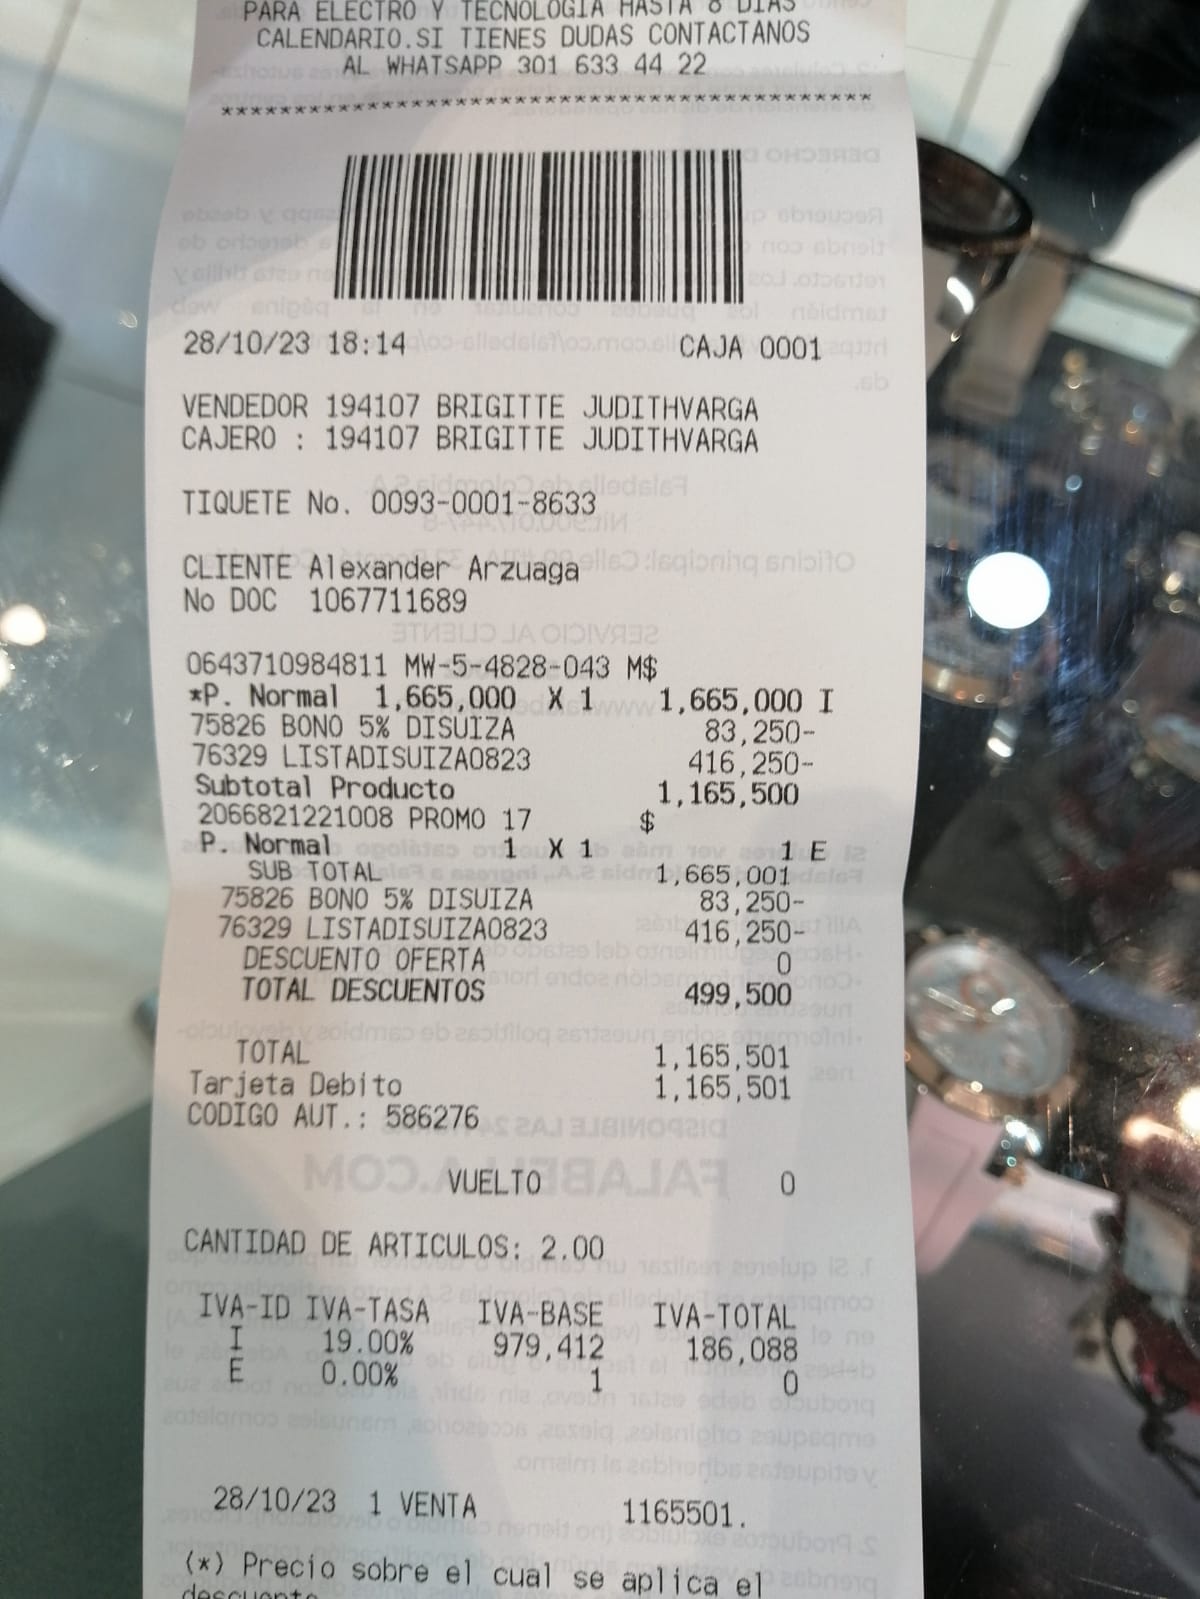 PARA ELECTRO Y TECNOLOGIA HASTA 8 DIAS
CALENDARIO.SI TIENES DUDAS CONTACTANOS
AL WHATSAPP 301 633 44 22
********************************************
28/10/23 18:14 CAJA 0001
VENDEDOR 194107 BRIGITTE JUDITHVARGA
CAJERO : 194107 BRIGITTE JUDITHVARGA
TIQUETE No. 0093-0001-8633
CLIENTE Alexander Arzuaga
No DOC 1067711689
0643710984811 MW-5-4828-043 M$
*P. Normal 1,665,000 X 1 1,665,000 I
75826 BONO 5% DISUIZA 83,250-
76329 LISTADISUIZA0823 416,250-
Subtotal Producto 1,165,500
2066821221008 PROMO 17 $
P. Normal 1 X 1 1 E
SUB TOTAL 1,665,001
75826 BONO 5% DISUIZA 83,250-
76329 LISTADISUIZA0823 416,250-
DESCUENTO OFERTA 0
TOTAL DESCUENTOS 499,500
TOTAL 1,165,501
Tarjeta Debito 1,165,501
CODIGO AUT.: 586276
VUELTO 0
CANTIDAD DE ARTICULOS: 2.00
IVA-ID IVA-TASA IVA-BASE IVA-TOTAL
I 19.00% 979,412 186,088
E 0.00% 1 0
28/10/23 1 VENTA 1165501.
(*) Precio sobre el cual se aplica el
descuento